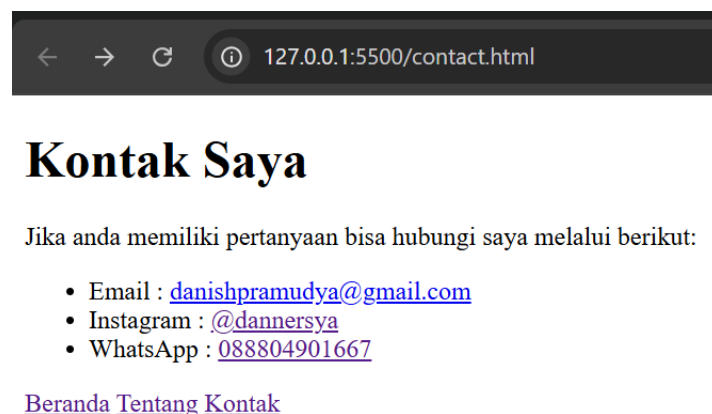 127.0.0.1:5500/contact.html
Kontak Saya
Jika anda memiliki pertanyaan bisa hubungi saya melalui berikut:
• Email : danishpramudya@gmail.com
• Instagram : @dannersya
• WhatsApp : 088804901667
Beranda Tentang Kontak